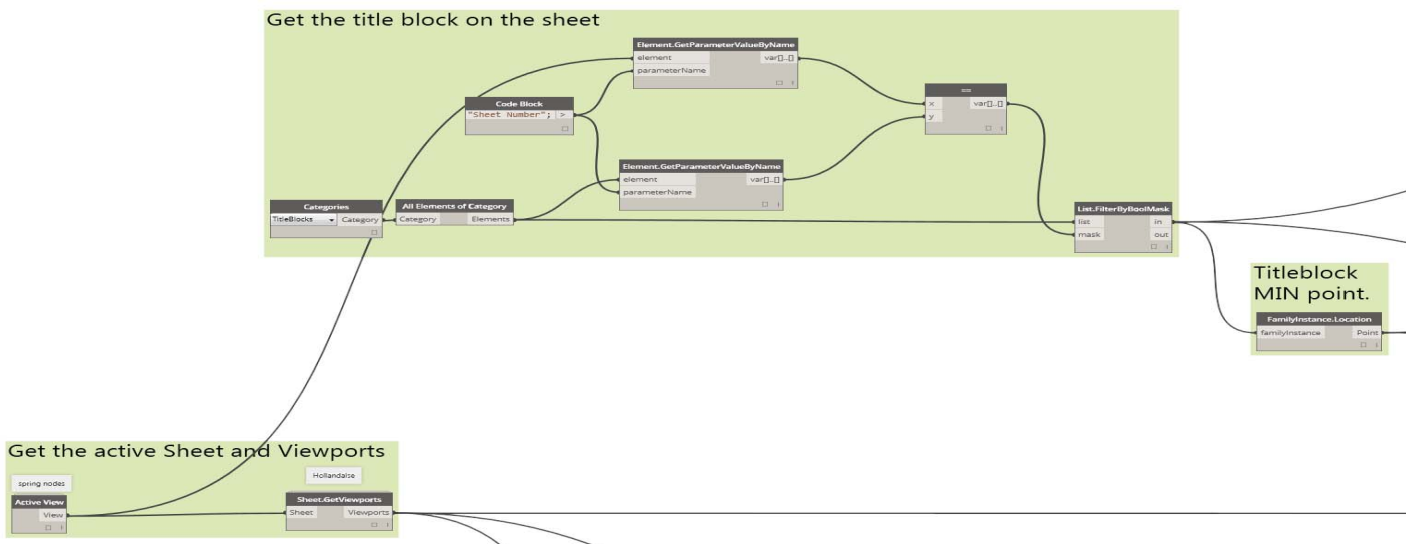 Get the title block on the sheet
Element.GetParameterValueByName
element var[]..[]
parameterName
Code Block
"Sheet Number"; >
==
x var[]..[]
y
Element.GetParameterValueByName
element var[]..[]
parameterName
Categories
TitleBlocks Category
All Elements of Category
Category Elements
List.FilterByBoolMask
list in
mask out
Titleblock
MIN point.
FamilyInstance.Location
familyInstance Point
Get the active Sheet and Viewports
spring nodes
Active View
View
Hollandaise
Sheet.GetViewports
Sheet Viewports